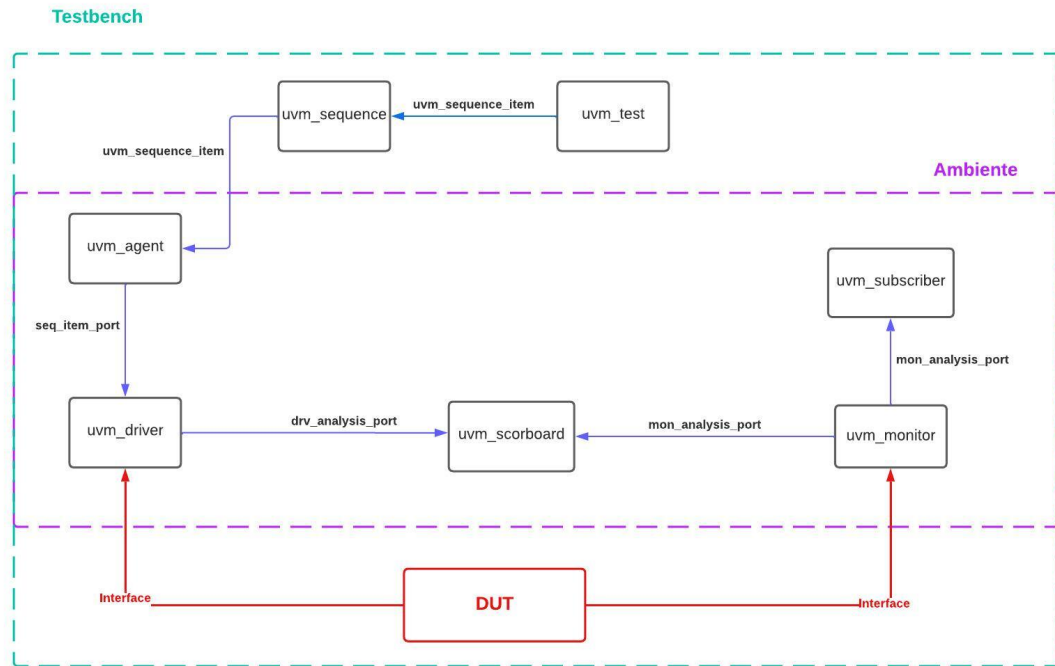 Testbench
uvm_sequence
uvm_sequence_item
uvm_test
uvm_sequence_item
Ambiente
uvm_agent
uvm_subscriber
seq_item_port
mon_analysis_port
uvm_driver
drv_analysis_port
uvm_scorboard
mon_analysis_port
uvm_monitor
Interface
DUT
Interface